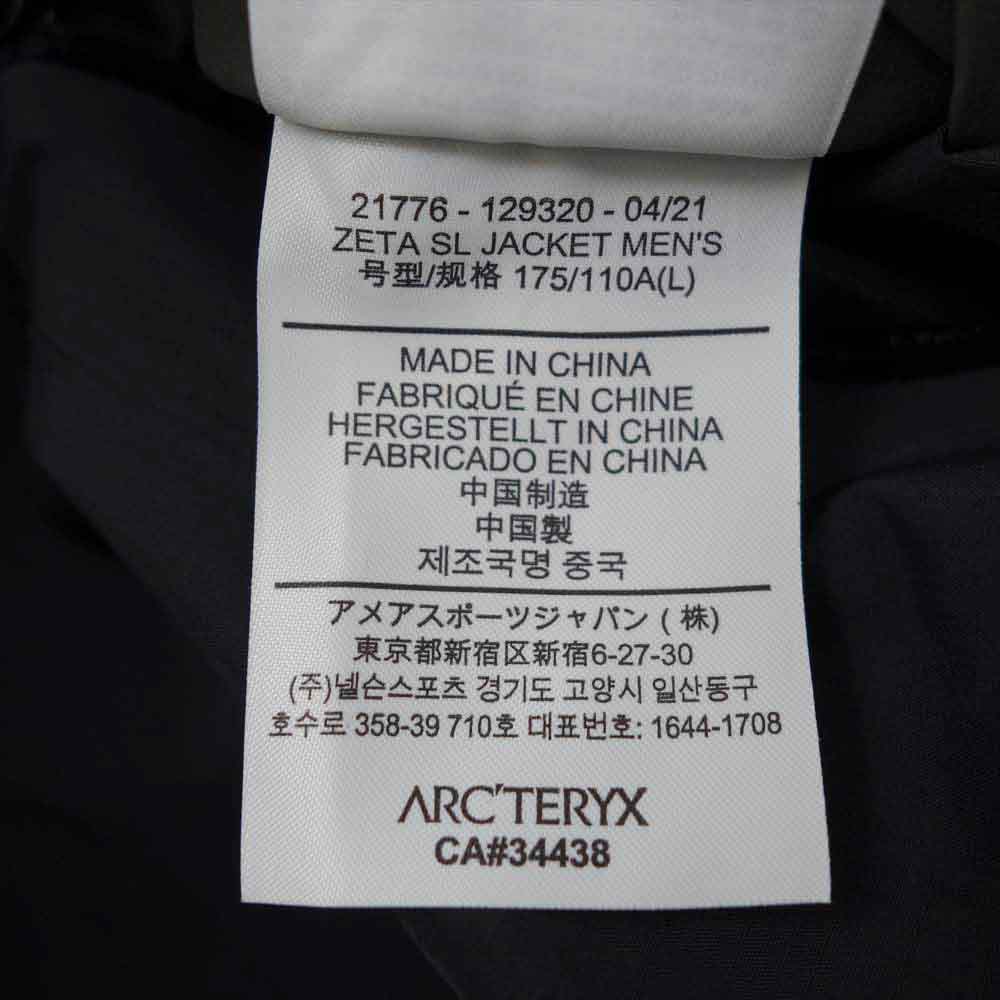 21776 - 129320 - 04/21
ZETA SL JACKET MEN'S
号型/规格 175/110A(L)
MADE IN CHINA
FABRIQUÉ EN CHINE
HERGESTELLT IN CHINA
FABRICADO EN CHINA
中国制造
中国製
제조국명 중국
アメアスポーツジャパン ( 株)
東京都新宿区新宿6-27-30
(주)넬슨스포츠 경기도 고양시 일산동구
호수로 358-39 710호 대표번호: 1644-1708
ARC'TERYX
CA#34438